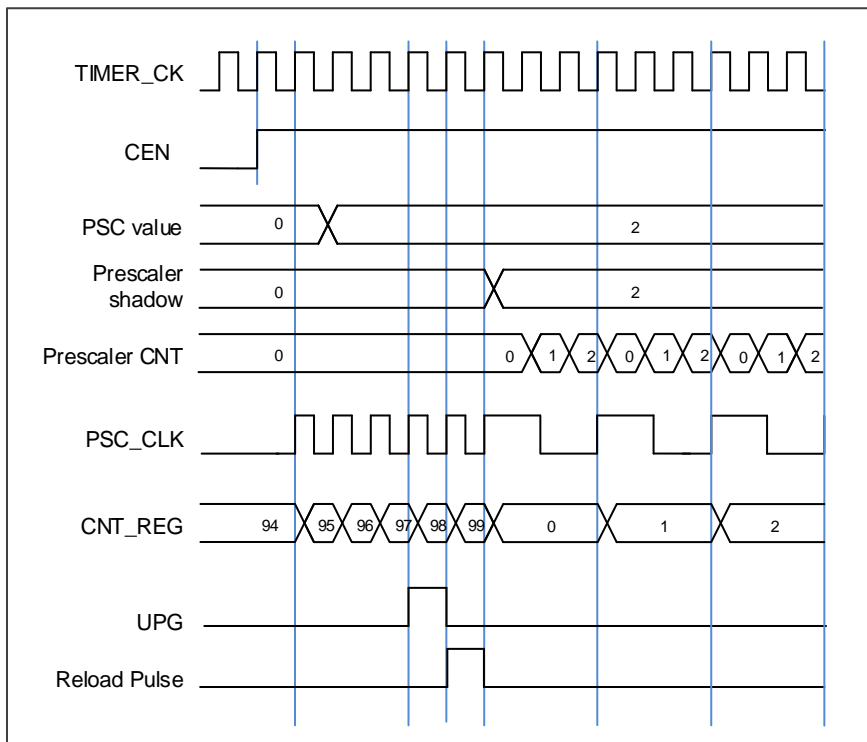 TIMER_CK
CEN
PSC value 0 2
Prescaler
shadow 0 2
Prescaler CNT 0 0 1 2 0 1 2 0 1 2
PSC_CLK
CNT_REG 94 95 96 97 98 99 0 1 2
UPG
Reload Pulse